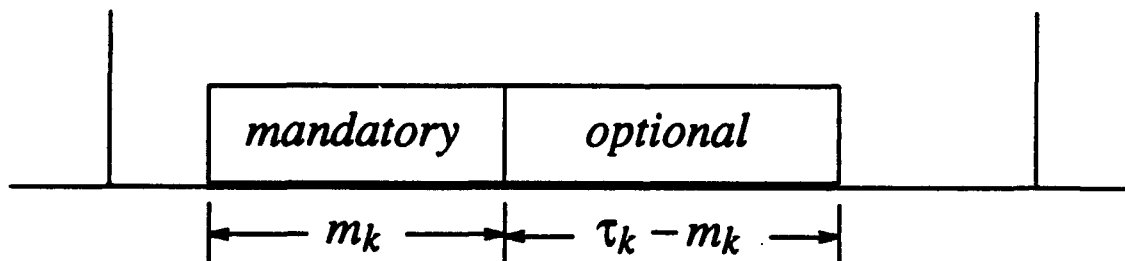 mandatory optional
m_k τ_k – m_k